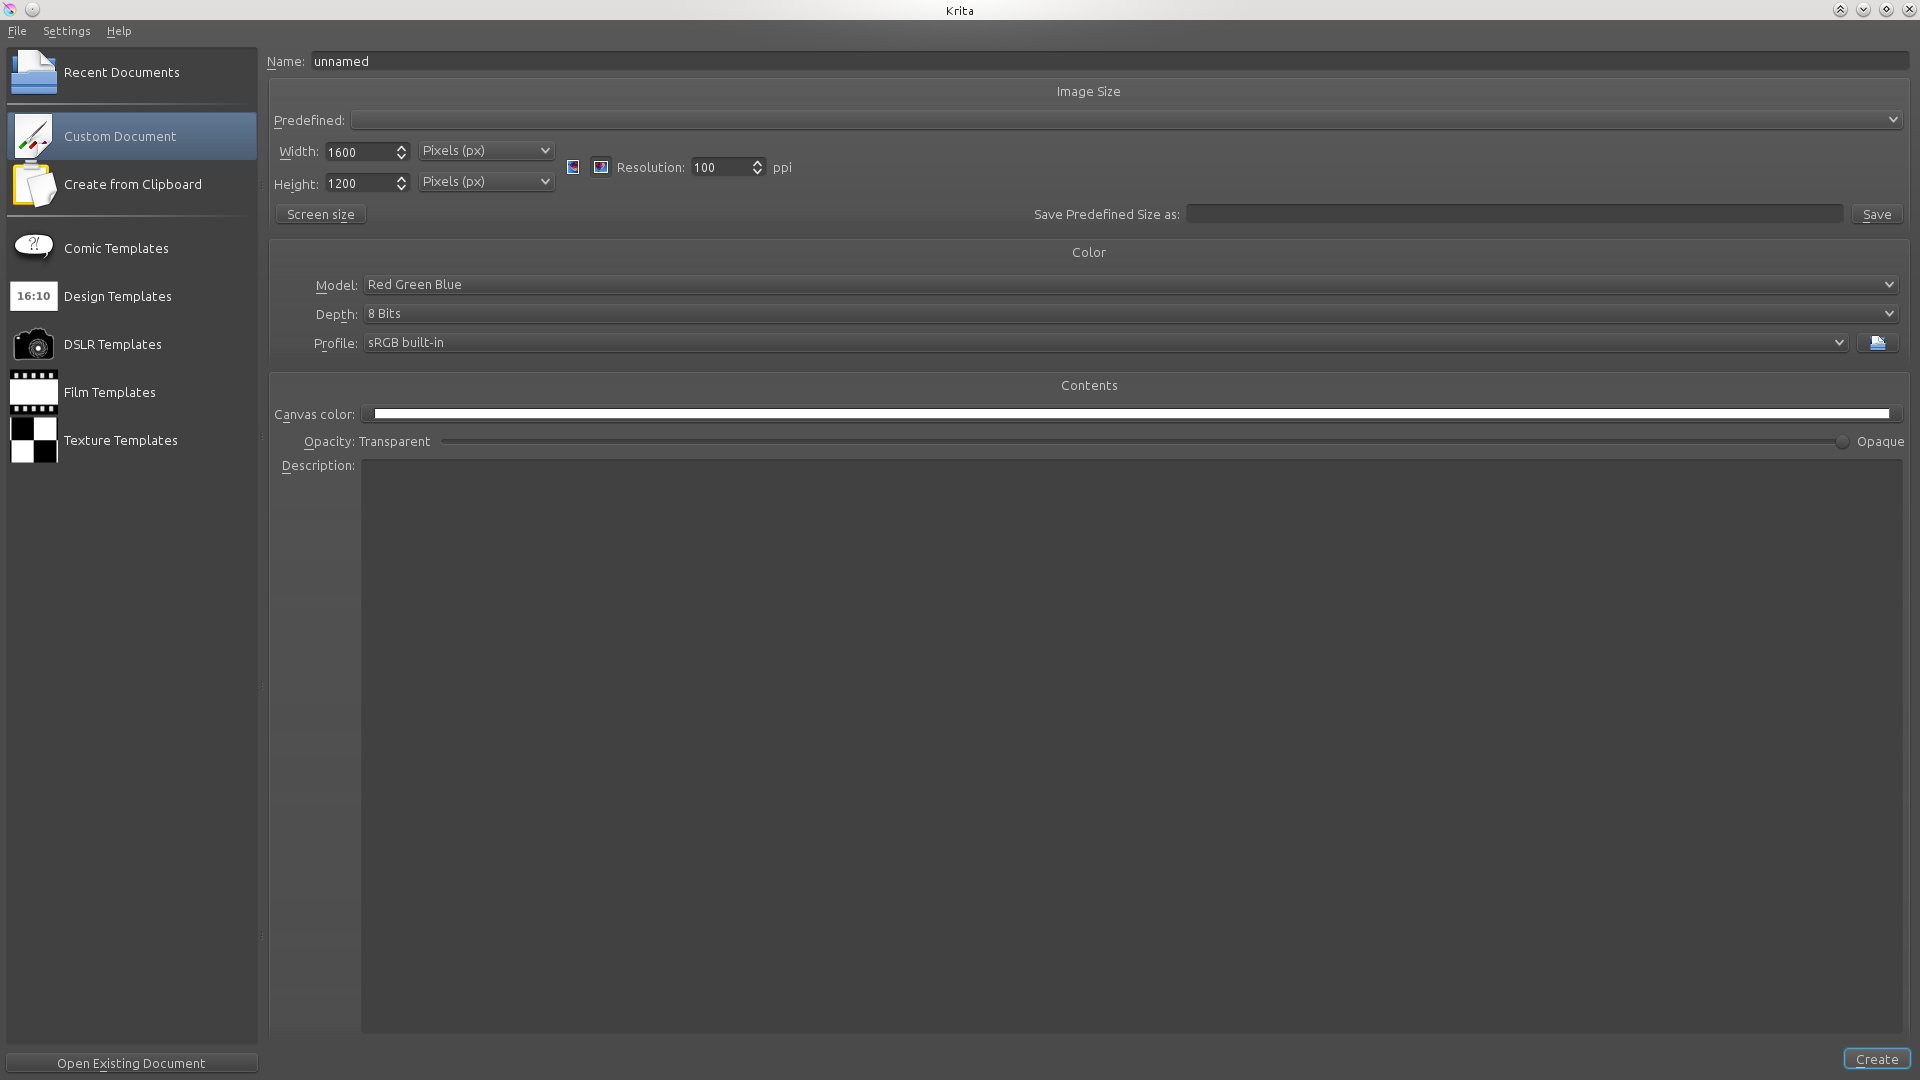 Krita
File Settings Help
Recent Documents
Custom Document
Create from Clipboard
?!
Comic Templates
16:10
Design Templates
DSLR Templates
Film Templates
Texture Templates
Open Existing Document
Name: unnamed
Image Size
Predefined:
Width: 1600 Pixels (px)
Height: 1200 Pixels (px)
Resolution: 100 ppi
Screen size
Save Predefined Size as:
Save
Color
Model: Red Green Blue
Depth: 8 Bits
Profile: sRGB built-in
Contents
Canvas color:
Opacity: Transparent Opaque
Description:
Create